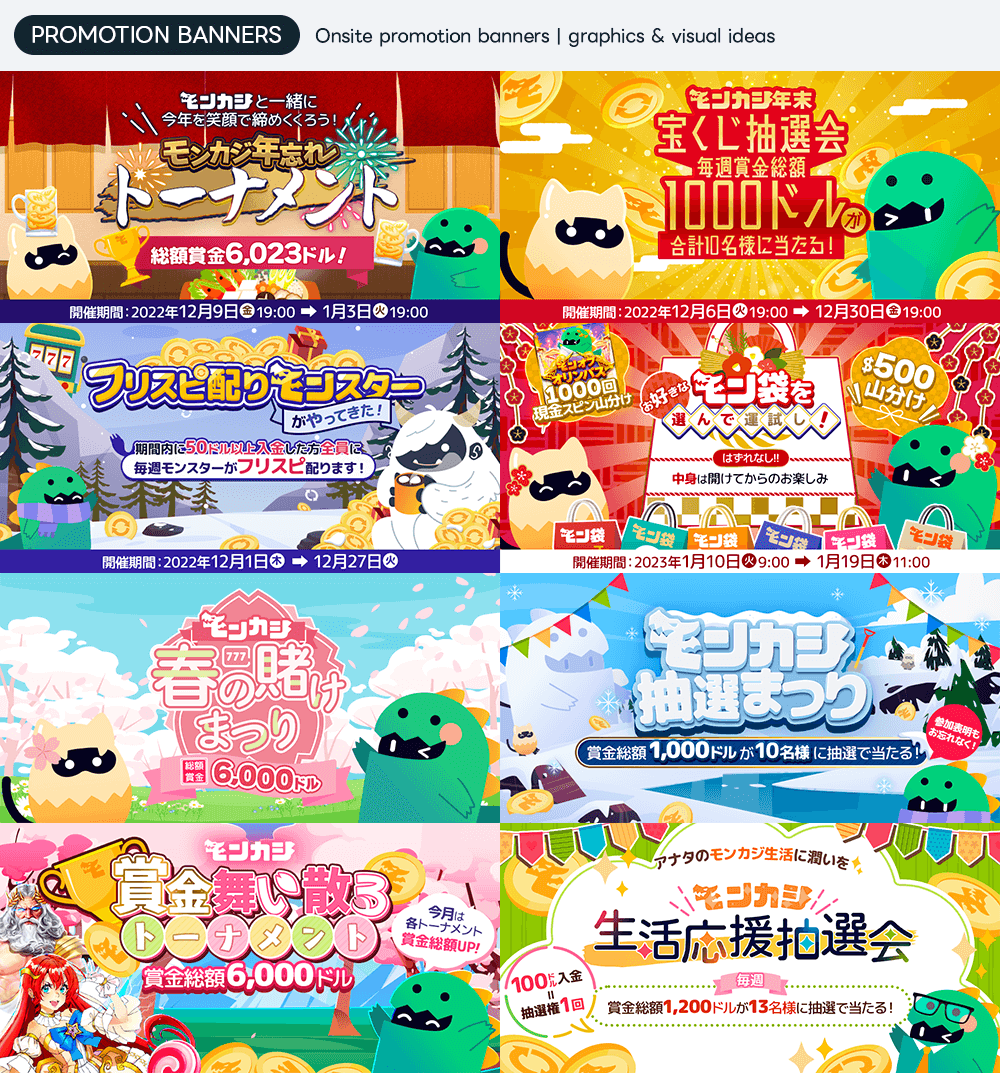 PROMOTION BANNERS
Onsite promotion banners | graphics & visual ideas
モンカジと一緒に
今年を笑顔で締めくくろう!
モンカジ年忘れ
トーナメント
総額賞金6,023ドル!
開催期間:2022年12月9日金19:00 ➡ 1月3日火19:00
モンカジ年末
宝くじ抽選会
毎週賞金総額
1000ドルが
合計10名様に当たる!
開催期間:2022年12月6日火19:00 ➡ 12月30日金19:00
777
フリスピ配りモンスター
がやってきた!
期間内に50ドル以上入金した方全員に
毎週モンスターがフリスピ配ります!
開催期間:2022年12月1日木 ➡ 12月27日火
モンオブ
オリンパス
1000回
現金スピン山分け
お好きな
モン袋を
選んで運試し!
$500
山分け
はずれなし!!
中身は開けてからのお楽しみ
モン袋
モン袋
モン袋
モン袋
モン袋
モン袋
開催期間:2023年1月10日火9:00 ➡ 1月19日木11:00
モンカジ
777
春の賭け
まつり
総額
賞金
6,000ドル
モンカジ
抽選まつり
賞金総額1,000ドルが10名様に抽選で当たる!
参加表明も
お忘れなく!
モンカジ
賞金舞い散る
トーナメント
賞金総額6,000ドル
今月は
各トーナメント
賞金総額UP!
アナタのモンカジ生活に潤いを
モンカジ
生活応援抽選会
100ドル入金
=
抽選権1回
毎週
賞金総額1,200ドルが13名様に抽選で当たる!